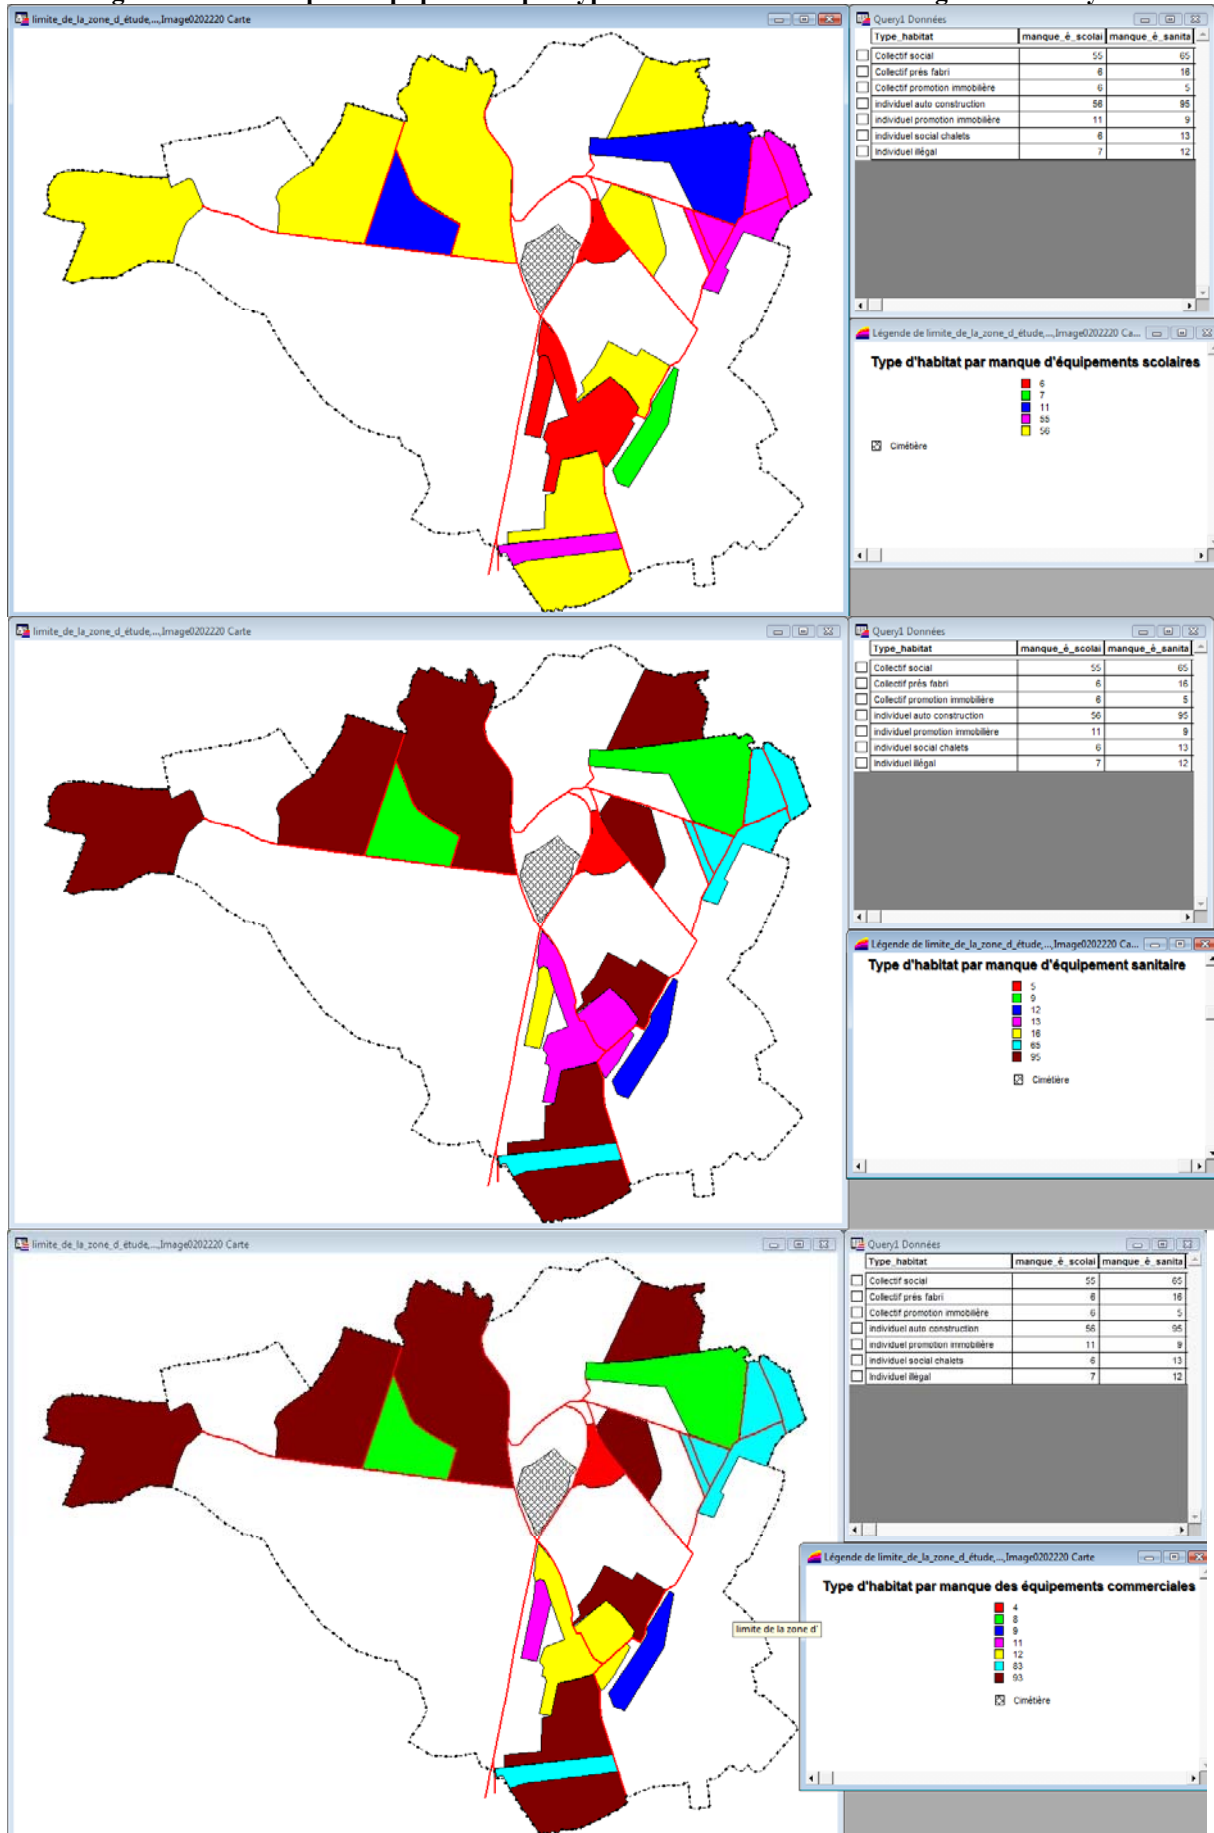 limite_de_la_zone_d_étude,...,Image0202220 Carte
Query1 Données
Type_habitat manque_è_scolai manque_è_sanita
Collectif social 55 65
Collectif prés fabri 6 16
Collectif promotion immobilière 6 5
individuel auto construction 56 95
individuel promotion immobilière 11 9
individuel social chalets 6 13
Individuel illégal 7 12
Légende de limite_de_la_zone_d_étude,...,Image0202220 Ca...
Type d'habitat par manque d'équipements scolaires
6
7
11
55
56
Cimétière
limite_de_la_zone_d_étude,...,Image0202220 Carte
Query1 Données
Type_habitat manque_è_scolai manque_è_sanita
Collectif social 55 65
Collectif prés fabri 6 16
Collectif promotion immobilière 6 5
individuel auto construction 56 95
individuel promotion immobilière 11 9
individuel social chalets 6 13
Individuel illégal 7 12
Légende de limite_de_la_zone_d_étude,...,Image0202220 Ca...
Type d'habitat par manque d'équipement sanitaire
5
9
12
13
16
65
95
Cimétière
limite_de_la_zone_d_étude,...,Image0202220 Carte
Query1 Données
Type_habitat manque_è_scolai manque_è_sanita
Collectif social 55 65
Collectif prés fabri 6 16
Collectif promotion immobilière 6 5
individuel auto construction 56 95
individuel promotion immobilière 11 9
individuel social chalets 6 13
Individuel illégal 7 12
limite de la zone d'
Légende de limite_de_la_zone_d_étude,...,Image0202220 Carte
Type d'habitat par manque des équipements commerciales
4
8
9
11
12
83
93
Cimétière